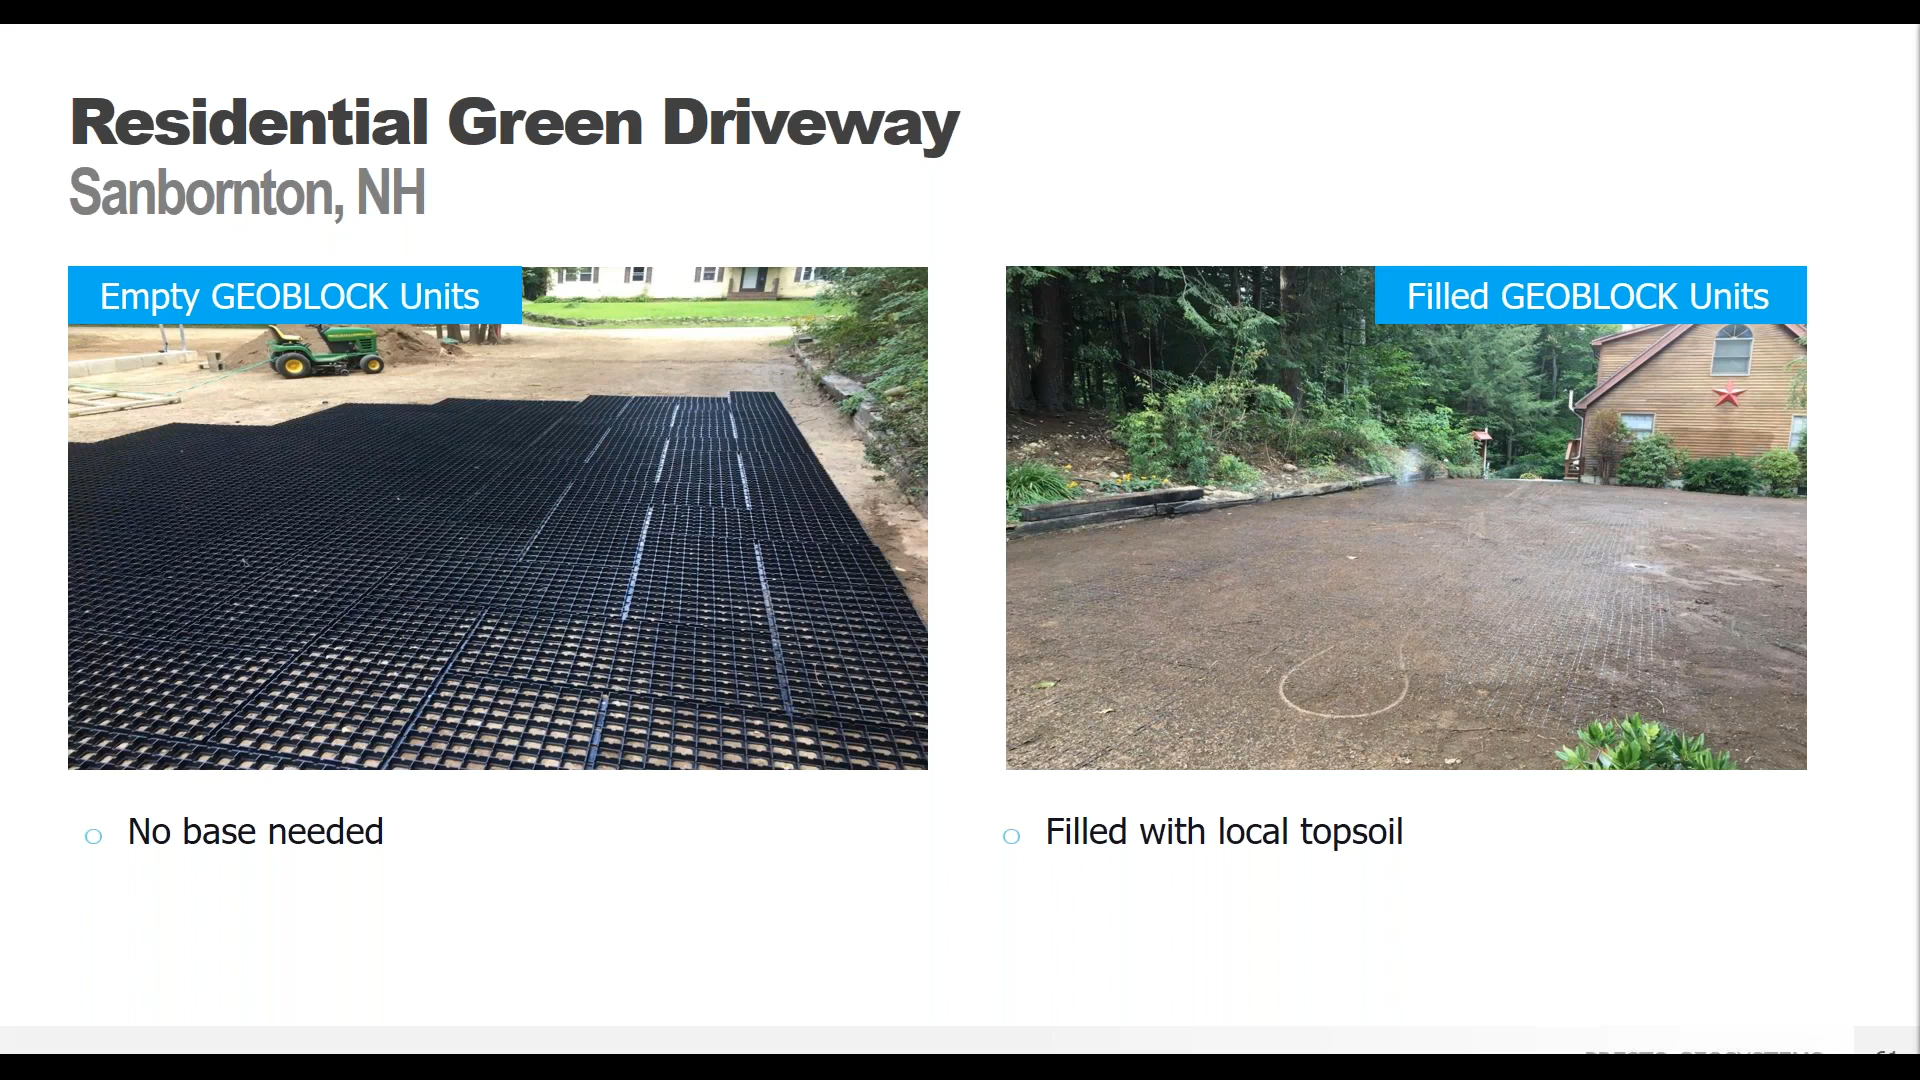 Residential Green Driveway
Sanbornton, NH
Empty GEOBLOCK Units
Filled GEOBLOCK Units
No base needed
Filled with local topsoil